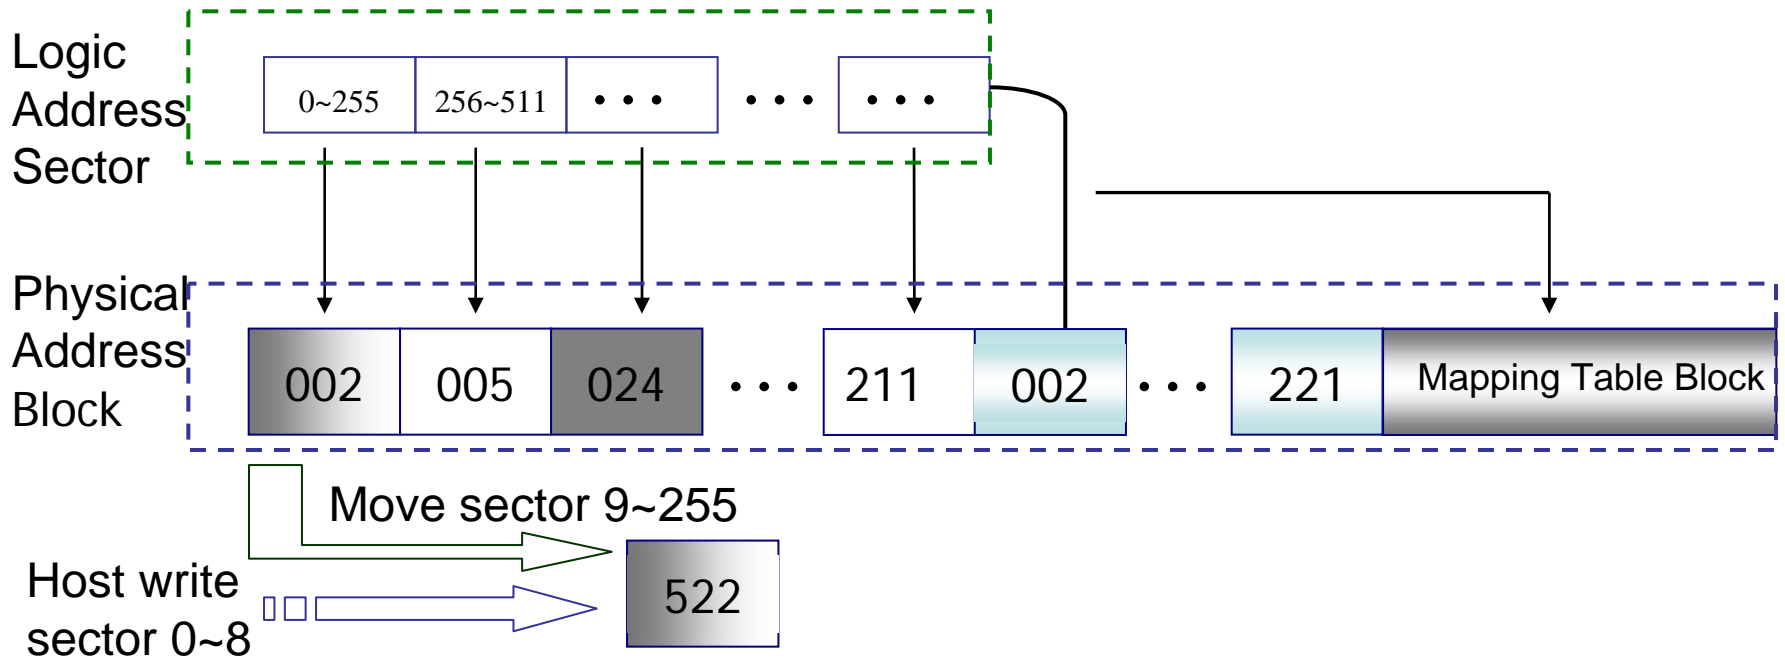 Logic
Address
Sector
0~255
256~511
• • •
• • •
• • •
Physical
Address
Block
002
005
024
• • •
211
002
• • •
221
Mapping Table Block
Move sector 9~255
Host write
sector 0~8
522